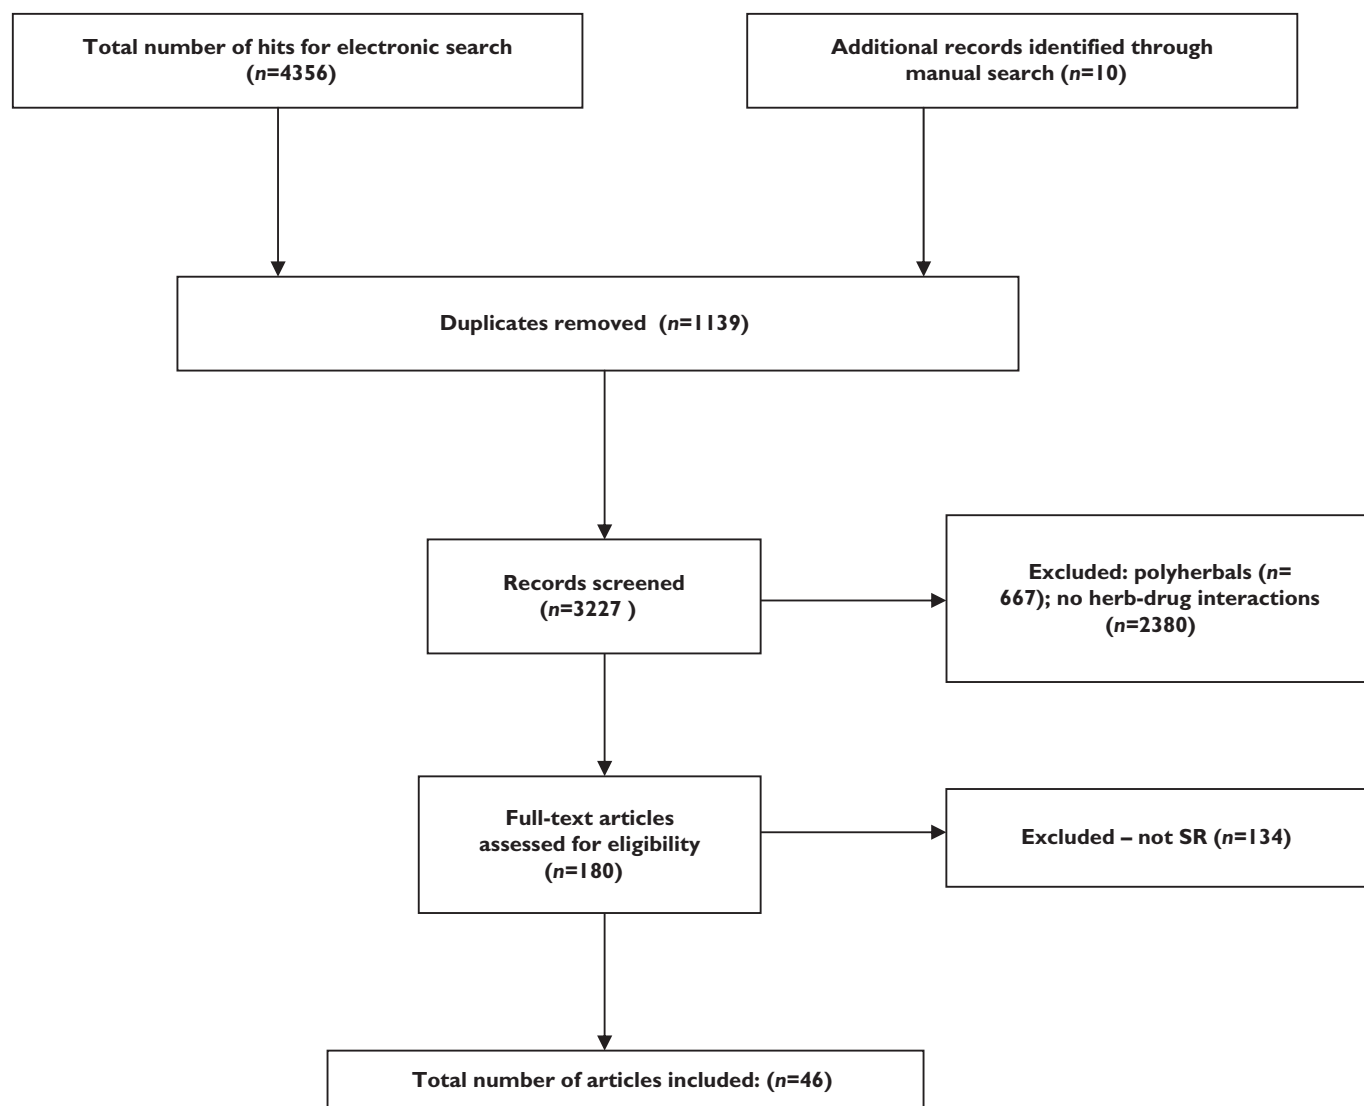 Total number of hits for electronic search
(n=4356)
Additional records identified through
manual search (n=10)
Duplicates removed (n=1139)
Records screened
(n=3227 )
Excluded: polyherbals (n=
667); no herb-drug interactions
(n=2380)
Full-text articles
assessed for eligibility
(n=180)
Excluded – not SR (n=134)
Total number of articles included: (n=46)